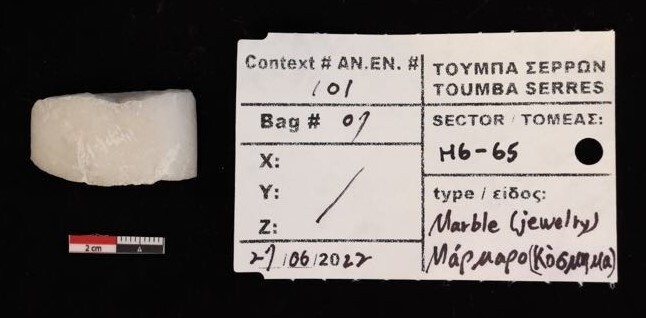 Context # AN.EN. #
101
Bag # 07
X:
Y:
Z:
27/06/2022
ΤΟΥΜΠΑ ΣΕΡΡΩΝ
TOUMBA SERRES
SECTOR / ΤΟΜΕΑΣ:
H6-65
type / είδος:
Marble (jewelry)
Μάρμαρο (Κόσμημα)
2 cm
A